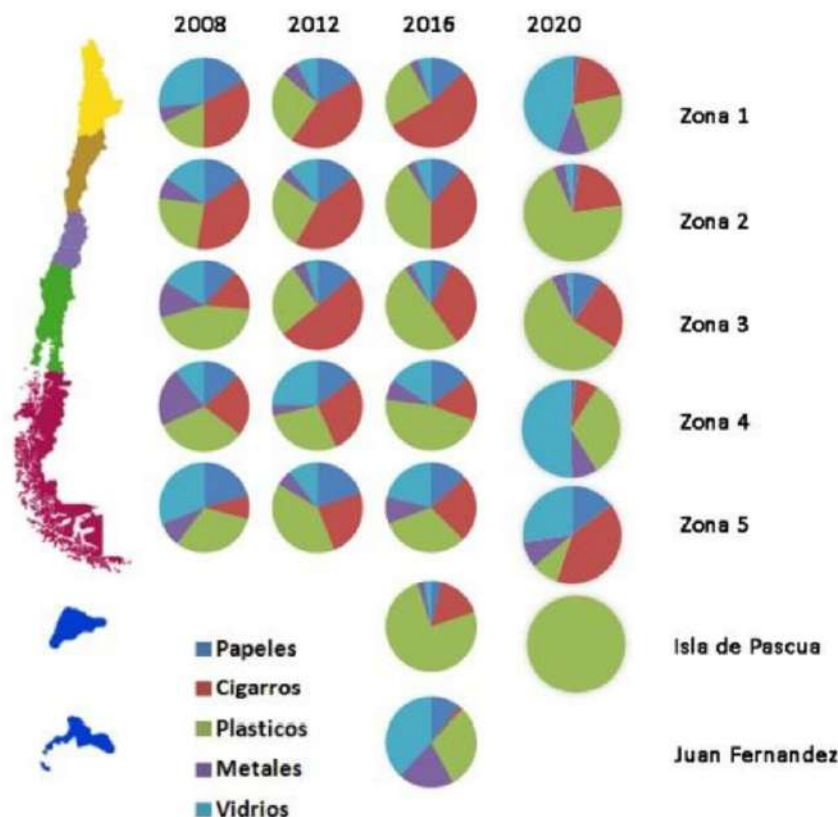 2008 2012 2016 2020
Zona 1
Zona 2
Zona 3
Zona 4
Zona 5
Isla de Pascua
Juan Fernandez
Papeles
Cigarros
Plasticos
Metales
Vidrios